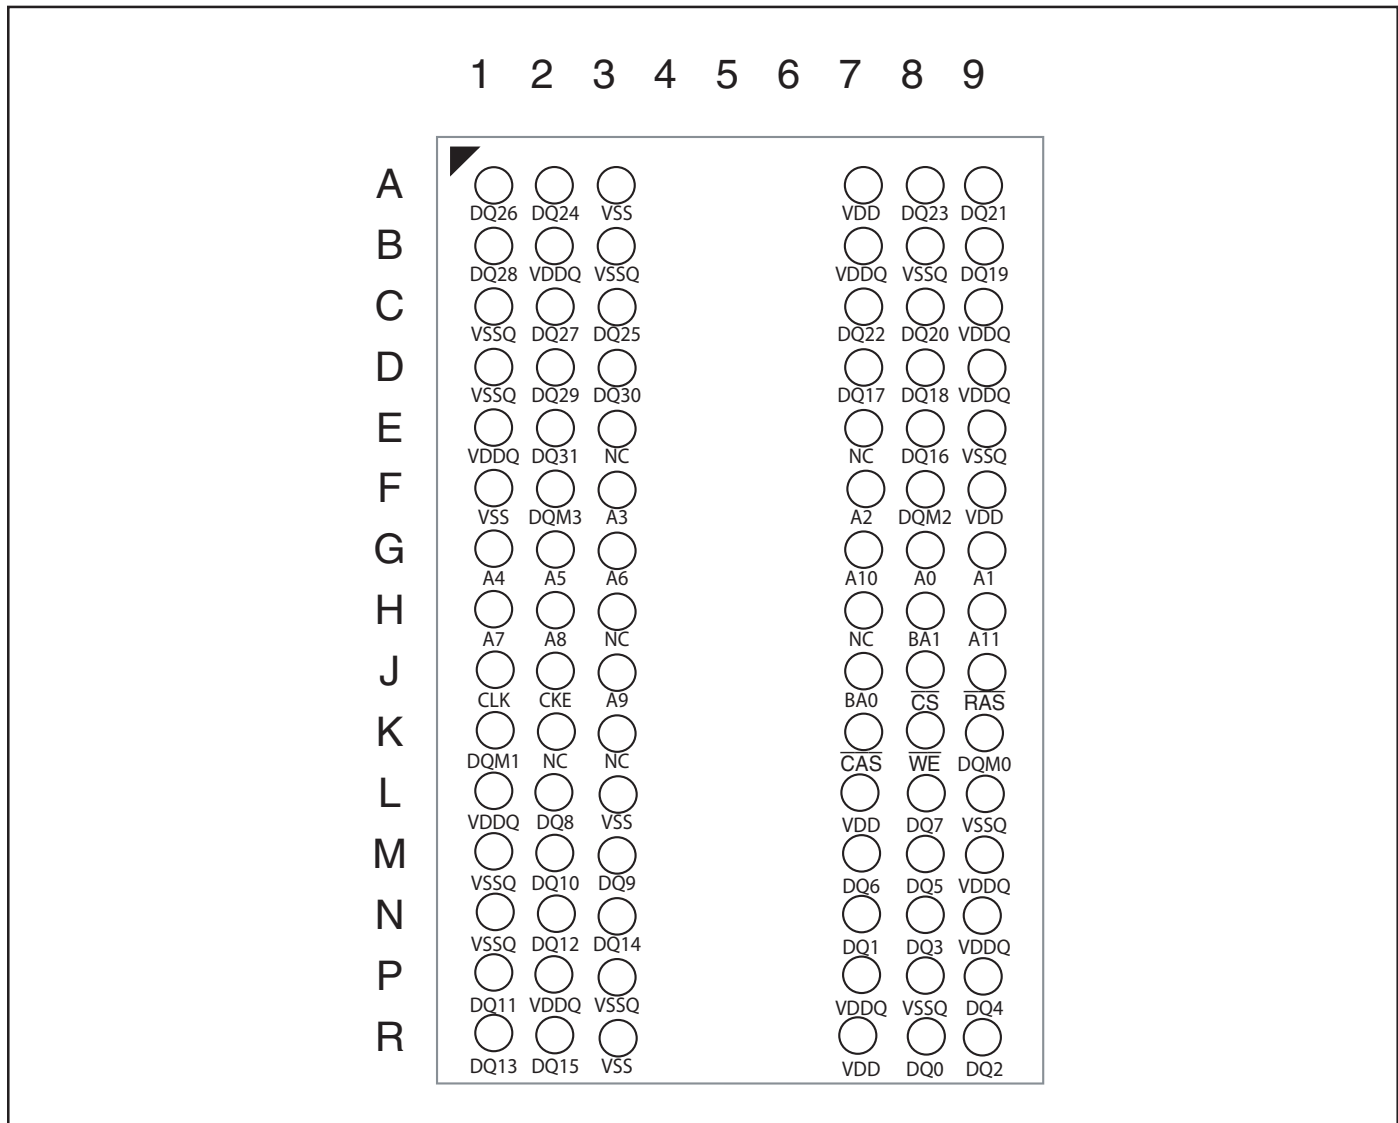 1 2 3 4 5 6 7 8 9
A
DQ26 DQ24 VSS VDD DQ23 DQ21
B
DQ28 VDDQ VSSQ VDDQ VSSQ DQ19
C
VSSQ DQ27 DQ25 DQ22 DQ20 VDDQ
D
VSSQ DQ29 DQ30 DQ17 DQ18 VDDQ
E
VDDQ DQ31 NC NC DQ16 VSSQ
F
VSS DQM3 A3 A2 DQM2 VDD
G
A4 A5 A6 A10 A0 A1
H
A7 A8 NC NC BA1 A11
J
CLK CKE A9 BA0 C̅S̅ R̅A̅S̅
K
DQM1 NC NC C̅A̅S̅ W̅E̅ DQM0
L
VDDQ DQ8 VSS VDD DQ7 VSSQ
M
VSSQ DQ10 DQ9 DQ6 DQ5 VDDQ
N
VSSQ DQ12 DQ14 DQ1 DQ3 VDDQ
P
DQ11 VDDQ VSSQ VDDQ VSSQ DQ4
R
DQ13 DQ15 VSS VDD DQ0 DQ2